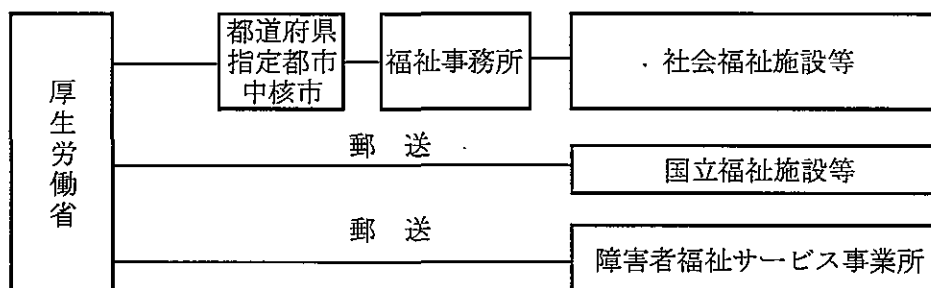 厚生労働省
都道府県
指定都市
中核市
福祉事務所
社会福祉施設等
郵送
国立福祉施設等
郵送
障害者福祉サービス事業所